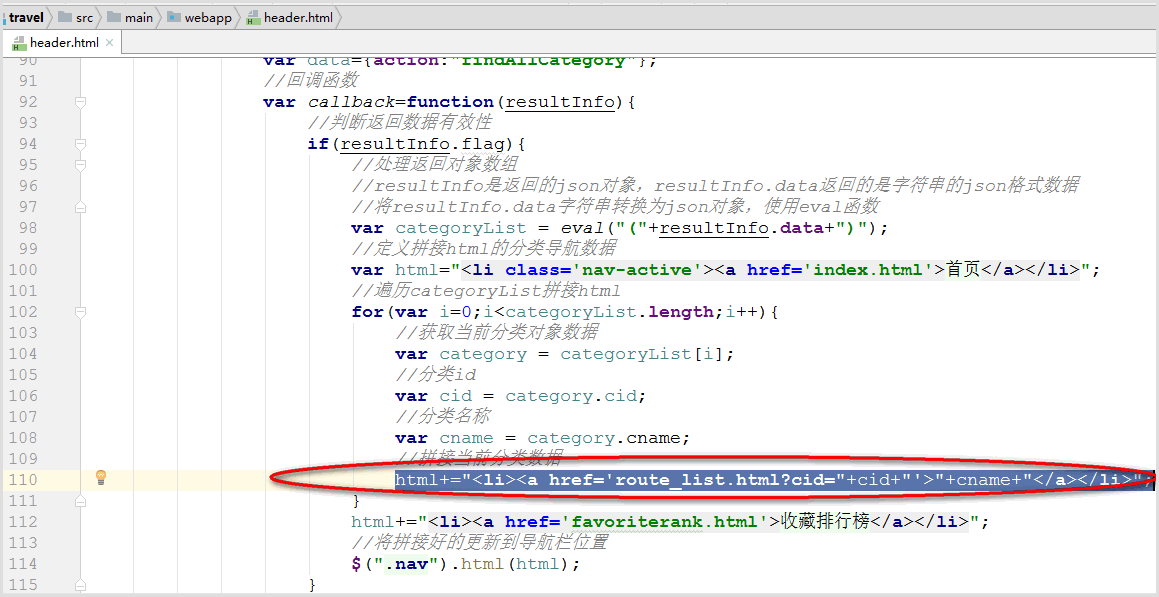 travel src main webapp header.html
header.html
90 var data={action:"findAllCategory"};
91 //回调函数
92 var callback=function(resultInfo){
93 //判断返回数据有效性
94 if(resultInfo.flag){
95 //处理返回对象数组
96 //resultInfo是返回的json对象，resultInfo.data返回的是字符串的json格式数据
97 //将resultInfo.data字符串转换为json对象，使用eval函数
98 var categoryList = eval("("+resultInfo.data+")");
99 //定义拼接html的分类导航数据
100 var html="<li class='nav-active'><a href='index.html'>首页</a></li>";
101 //遍历categoryList拼接html
102 for(var i=0;i<categoryList.length;i++){
103 //获取当前分类对象数据
104 var category = categoryList[i];
105 //分类id
106 var cid = category.cid;
107 //分类名称
108 var cname = category.cname;
109 //拼接当前分类数据
110 html+="<li><a href='route_list.html?cid="+cid+"'>"+cname+"</a></li>";
111 }
112 html+="<li><a href='favoriterank.html'>收藏排行榜</a></li>";
113 //将拼接好的更新到导航栏位置
114 $(".nav").html(html);
115 }